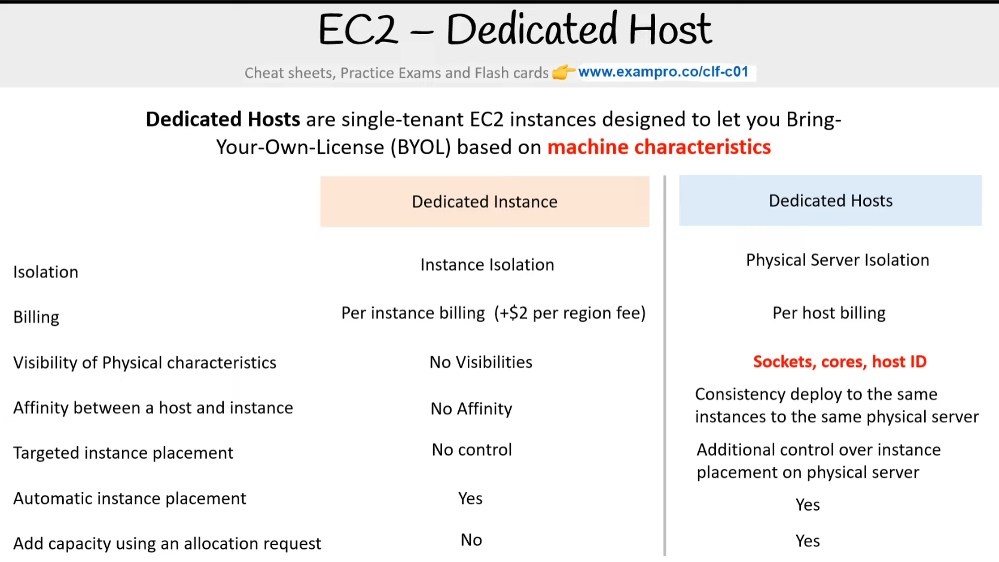 EC2 – Dedicated Host
Cheat sheets, Practice Exams and Flash cards 👉 www.exampro.co/clf-c01
Dedicated Hosts are single-tenant EC2 instances designed to let you Bring-
Your-Own-License (BYOL) based on machine characteristics
Dedicated Instance
Dedicated Hosts
Isolation
Instance Isolation
Physical Server Isolation
Billing
Per instance billing (+$2 per region fee)
Per host billing
Visibility of Physical characteristics
No Visibilities
Sockets, cores, host ID
Affinity between a host and instance
No Affinity
Consistency deploy to the same
instances to the same physical server
Targeted instance placement
No control
Additional control over instance
placement on physical server
Automatic instance placement
Yes
Yes
Add capacity using an allocation request
No
Yes